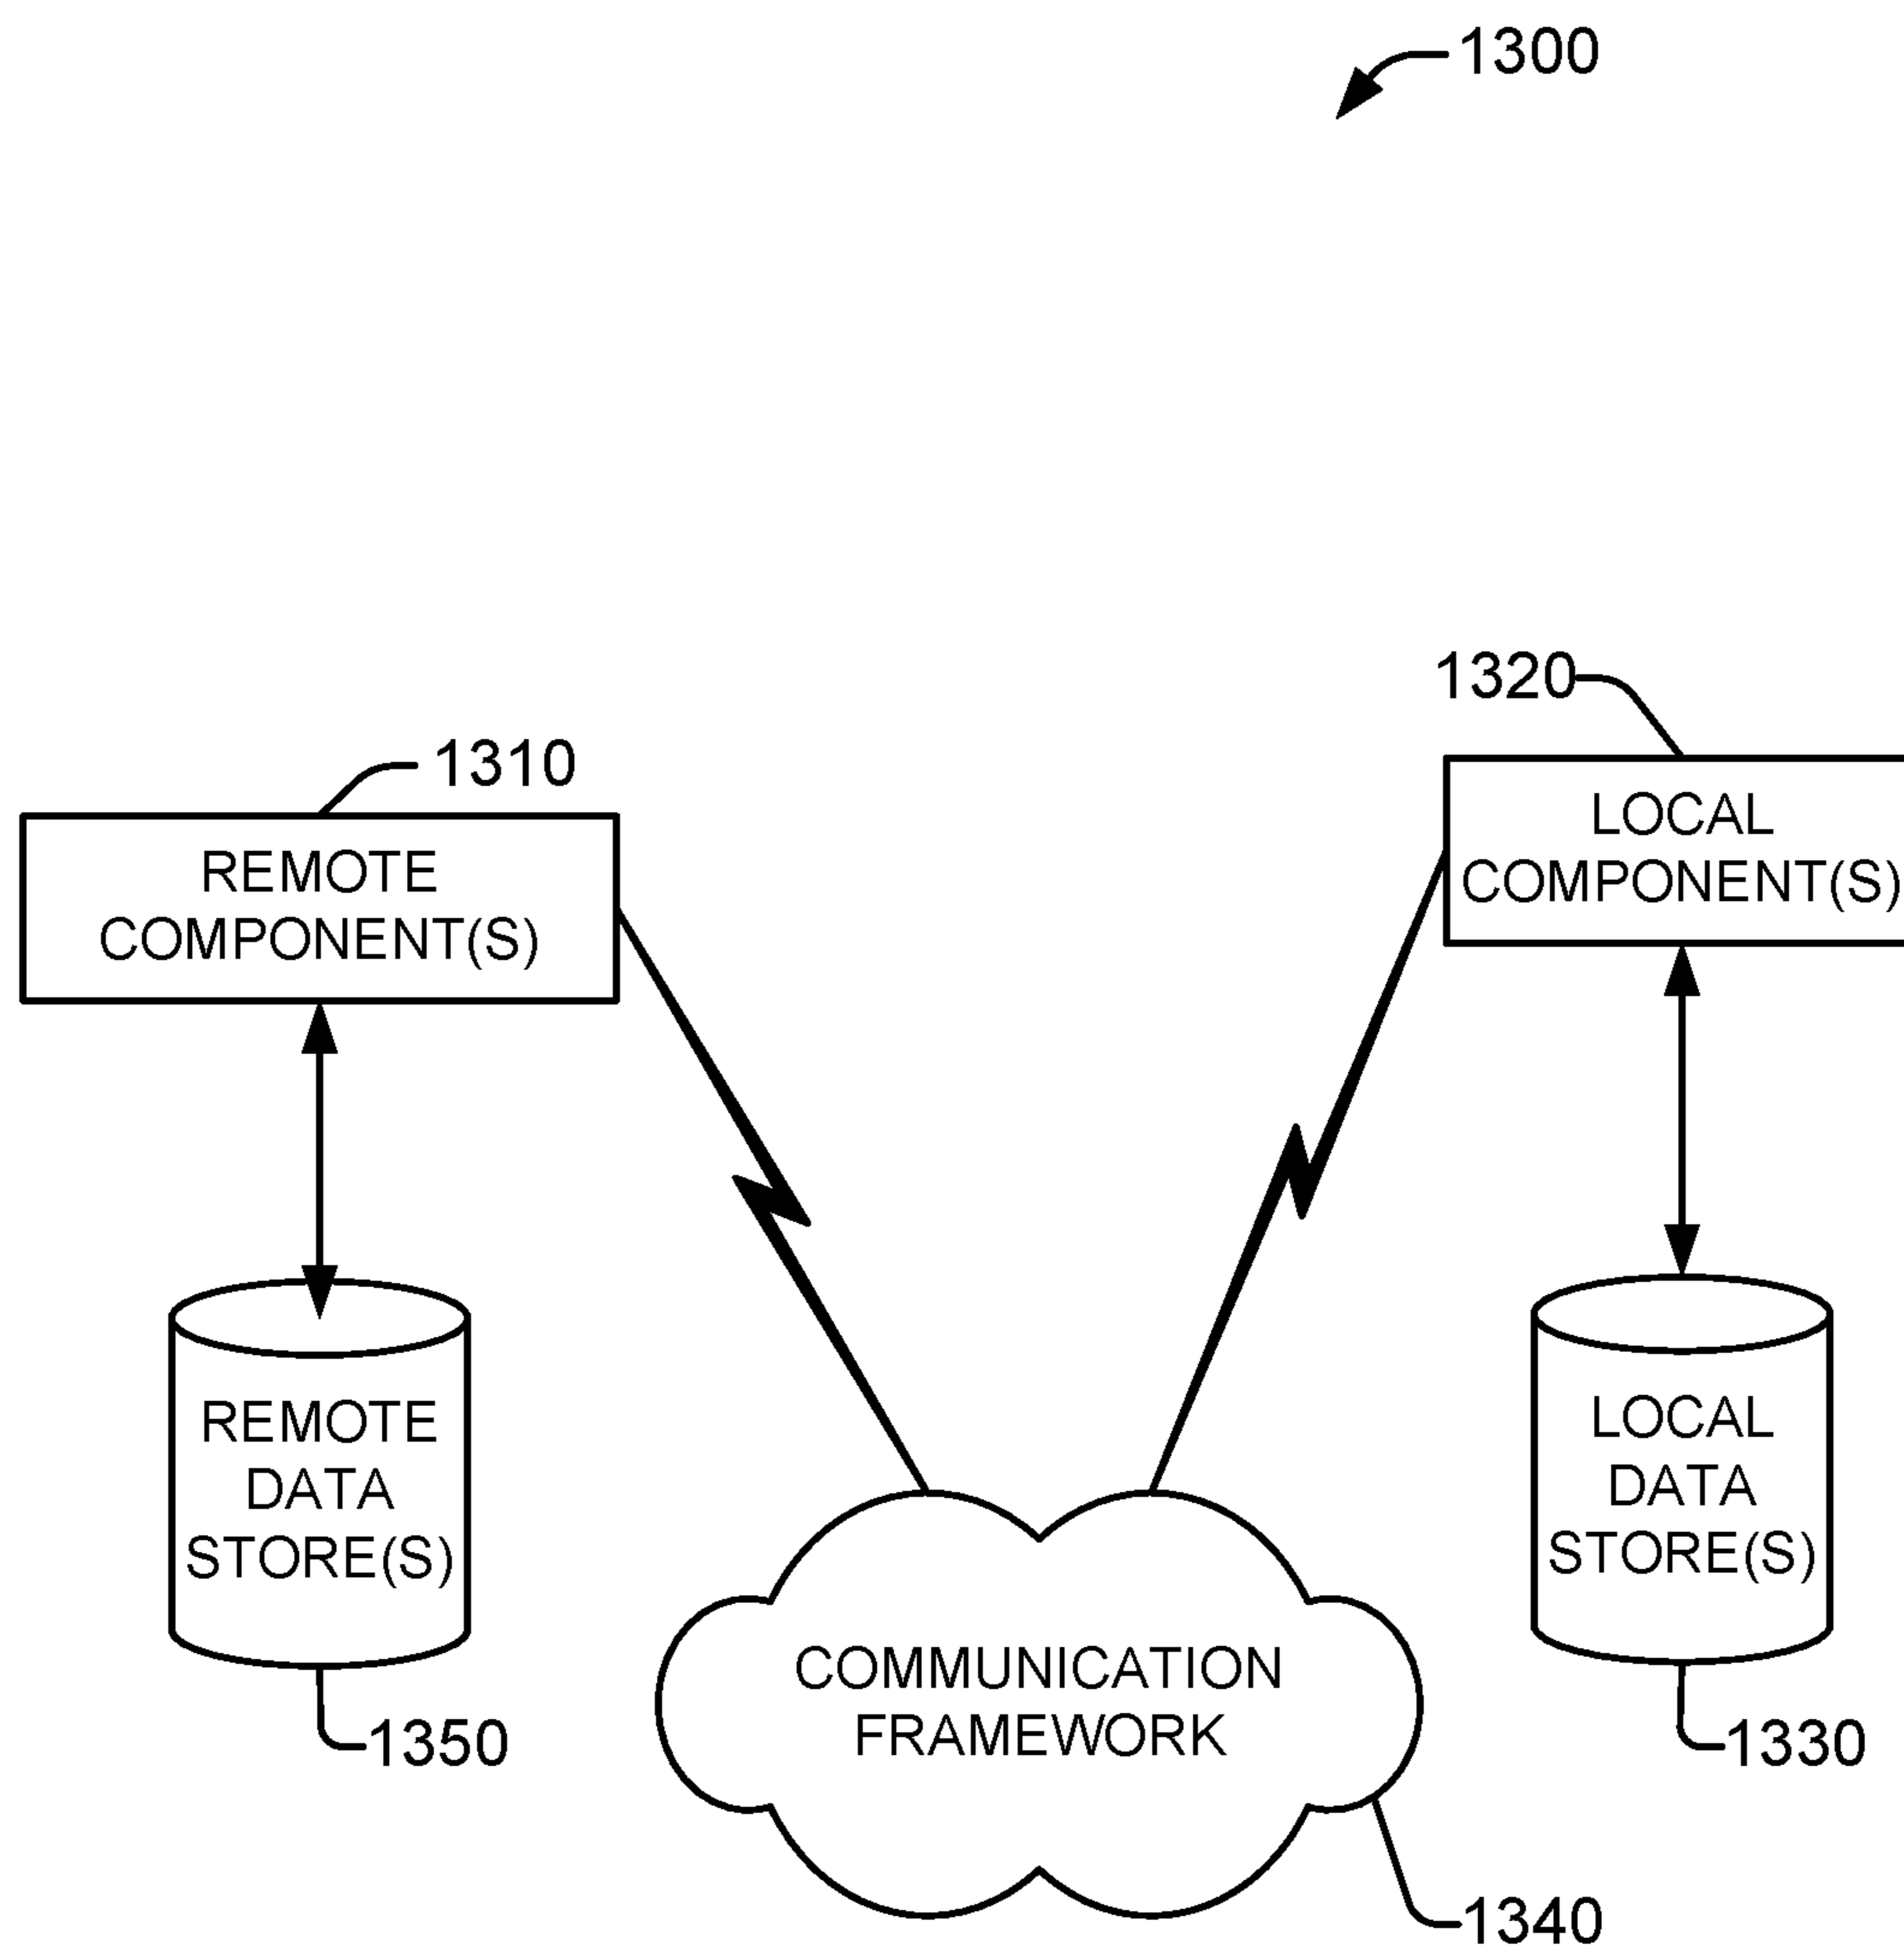 1300
1320
1310
LOCAL
COMPONENT(S)
REMOTE
COMPONENT(S)
REMOTE
DATA
STORE(S)
LOCAL
DATA
STORE(S)
COMMUNICATION
FRAMEWORK
1350
1330
1340